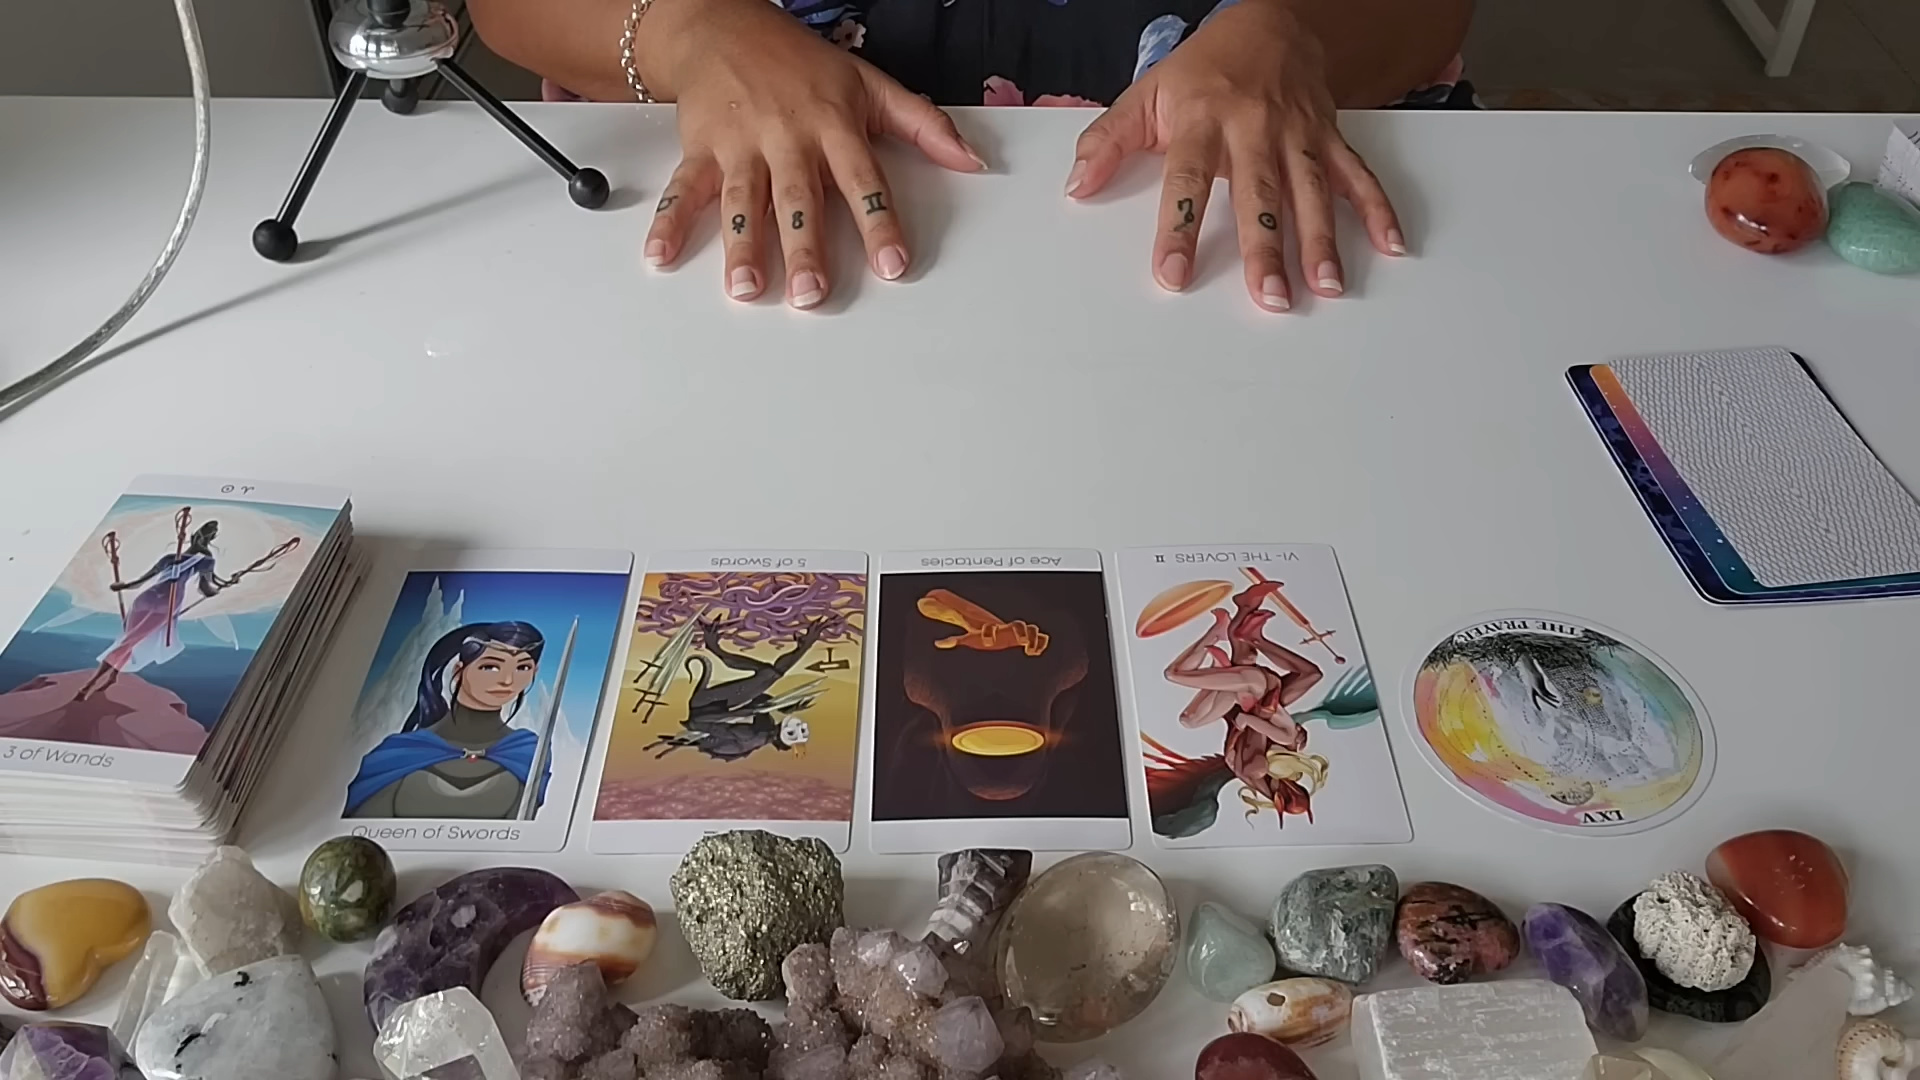 3 of Wands
Queen of Swords
5 of Swords
Ace of Pentacles
VI - THE LOVERS
THE PRAYER
LXV